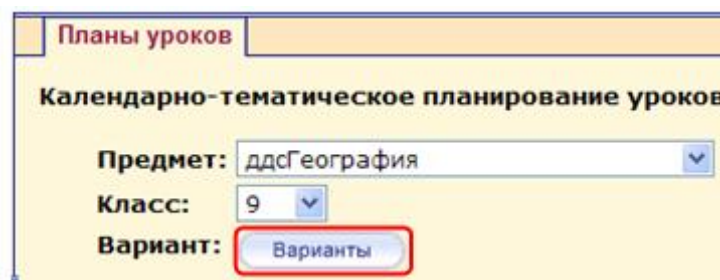 Планы уроков
Календарно-тематическое планирование уроков
Предмет: ддсГеография
Класс: 9
Вариант: Варианты